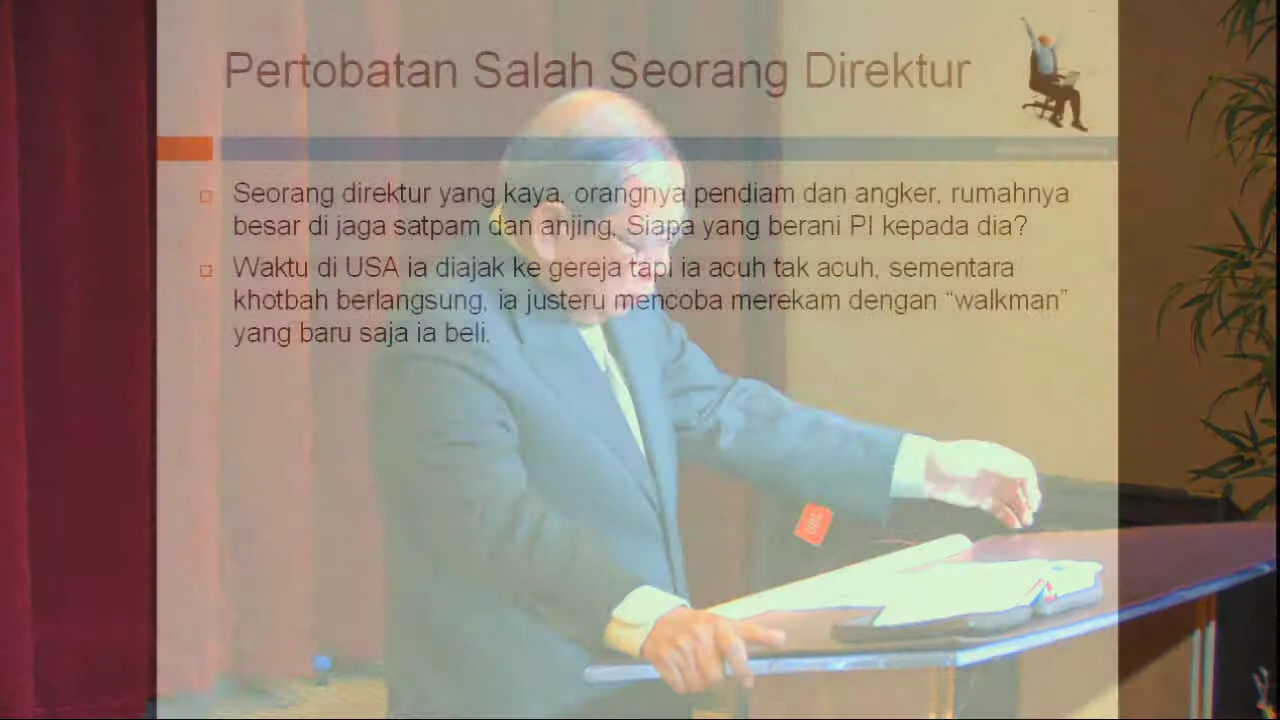 Pertobatan Salah Seorang Direktur
Seorang direktur yang kaya, orangnya pendiam dan angker, rumahnya
besar di jaga satpam dan anjing. Siapa yang berani PI kepada dia?
Waktu di USA ia diajak ke gereja tapi ia acuh tak acuh, sementara
khotbah berlangsung, ia justeru mencoba merekam dengan “walkman”
yang baru saja ia beli.